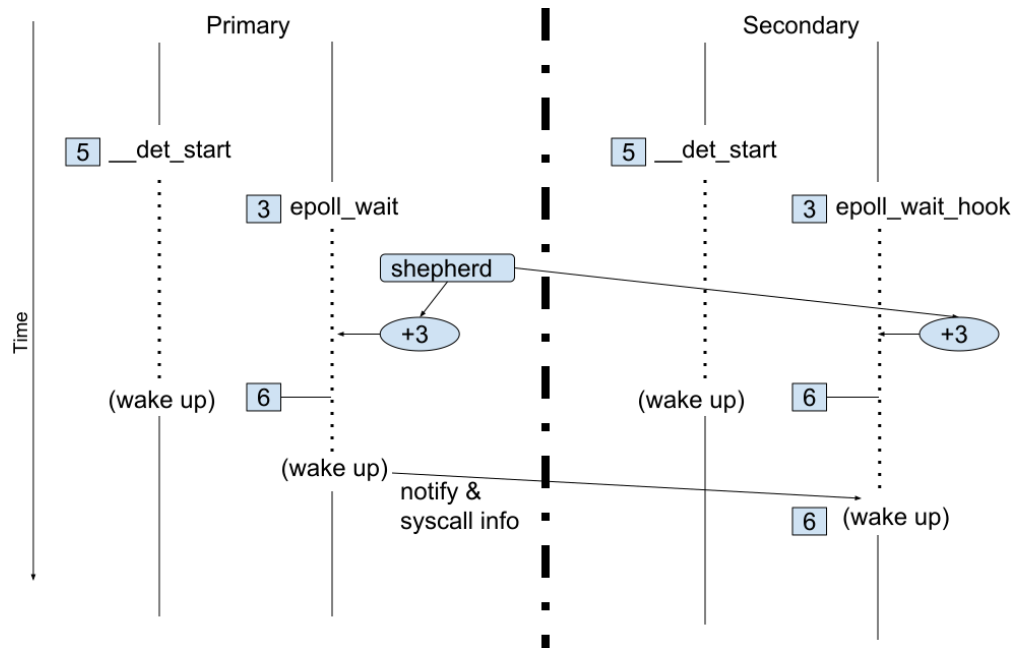 Primary
Secondary
5 __det_start
5 __det_start
3 epoll_wait
3 epoll_wait_hook
shepherd
Time
+3
+3
(wake up)
6
(wake up)
6
(wake up)
notify &
syscall info
6 (wake up)